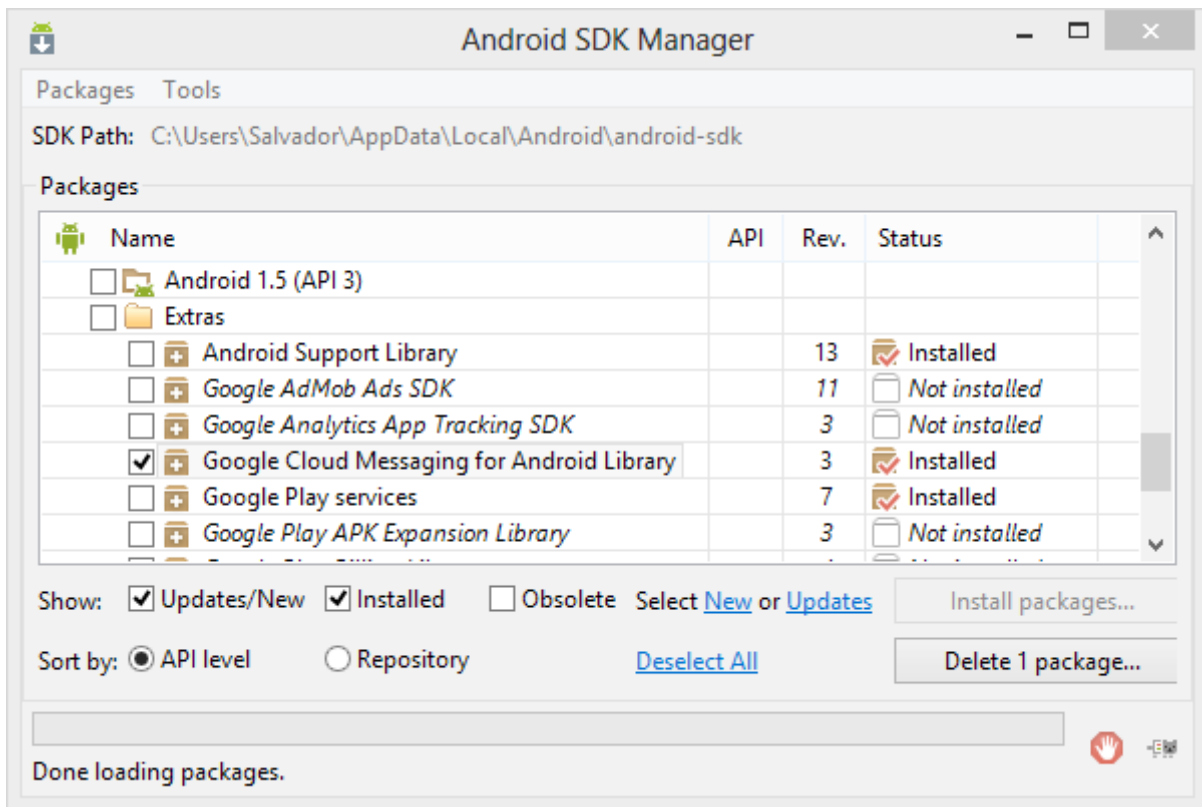 Android SDK Manager
Packages Tools
SDK Path: C:\Users\Salvador\AppData\Local\Android\android-sdk
Packages
Name API Rev. Status
Android 1.5 (API 3)
Extras
Android Support Library 13 Installed
Google AdMob Ads SDK 11 Not installed
Google Analytics App Tracking SDK 3 Not installed
Google Cloud Messaging for Android Library 3 Installed
Google Play services 7 Installed
Google Play APK Expansion Library 3 Not installed
Show: Updates/New Installed Obsolete Select New or Updates Install packages...
Sort by: API level Repository Deselect All Delete 1 package...
Done loading packages.